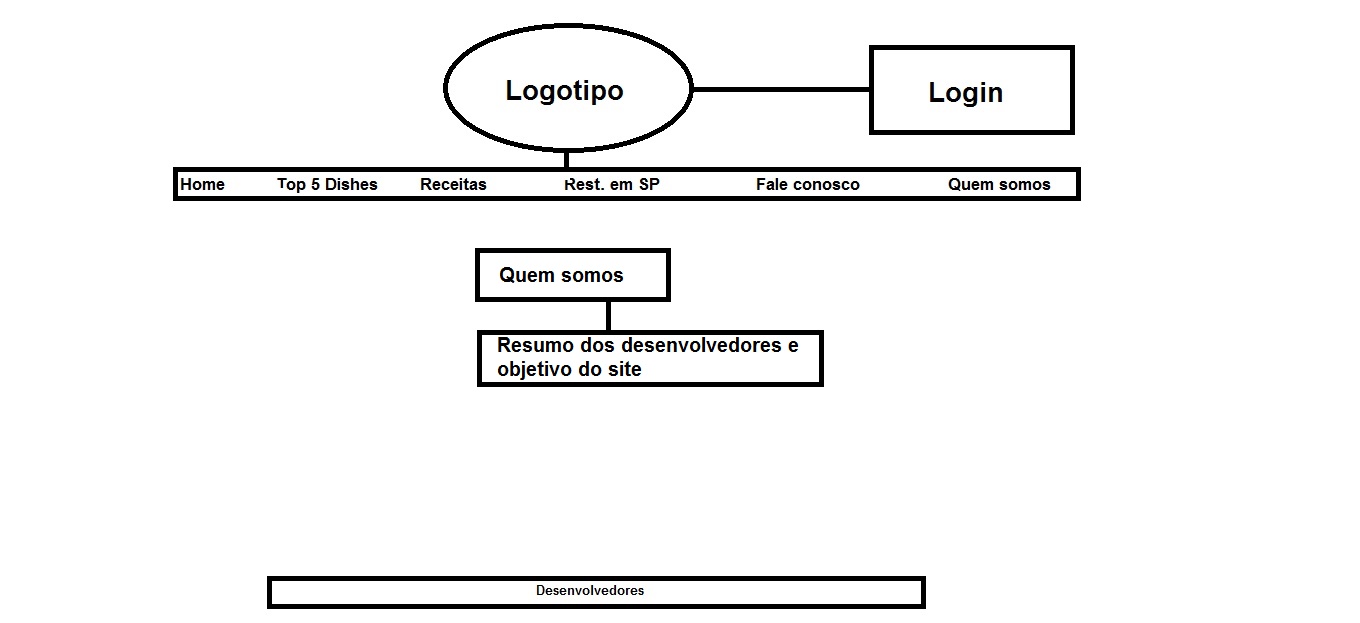 Logotipo
Login
Home Top 5 Dishes Receitas Rest. em SP Fale conosco Quem somos
Quem somos
Resumo dos desenvolvedores e
objetivo do site
Desenvolvedores